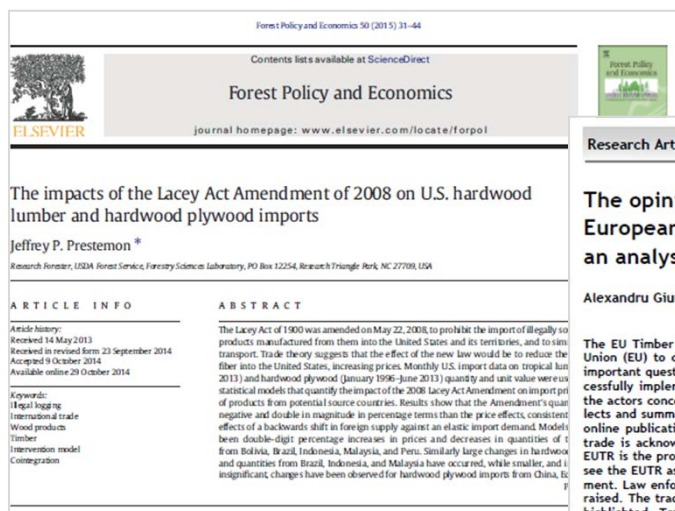 Forest Policy and Economics 50 (2015) 31–44
Contents lists available at ScienceDirect
Forest Policy and Economics
journal homepage: www.elsevier.com/locate/forpol
ELSEVIER
Forest Policy
and Economics
The impacts of the Lacey Act Amendment of 2008 on U.S. hardwood
lumber and hardwood plywood imports
Jeffrey P. Prestemon *
Research Forester, USDA Forest Service, Forestry Sciences Laboratory, PO Box 12254, Research Triangle Park, NC 27709, USA
ARTICLE INFO
Article history:
Received 14 May 2013
Received in revised form 23 September 2014
Accepted 9 October 2014
Available online 29 October 2014
Keywords:
Illegal logging
International trade
Wood products
Timber
Intervention model
Cointegration
ABSTRACT
The Lacey Act of 1900 was amended on May 22, 2008, to prohibit the import of illegally so
products manufactured from them into the United States and its territories, and to sim
transport. Trade theory suggests that the effect of the new law would be to reduce the
fiber into the United States, increasing prices. Monthly U.S. import data on tropical lun
2013) and hardwood plywood (January 1996–June 2013) quantity and unit value were us
statistical models that quantify the impact of the 2008 Lacey Act Amendment on import pri
of products from potential source countries. Results show that the Amendment's quan
negative and double in magnitude in percentage terms than the price effects, consistent
effects of a backwards shift in foreign supply against an elastic import demand. Models
been double-digit percentage increases in prices and decreases in quantities of t
from Bolivia, Brazil, Indonesia, Malaysia, and Peru. Similarly large changes in hardwoo
and quantities from Brazil, Indonesia, and Malaysia have occurred, while smaller, and i
insignificant, changes have been observed for hardwood plywood imports from China, Ec
Research Art
The opin
European
an analys
Alexandru Giu
The EU Timber
Union (EU) to c
important quest
cessfully implem
the actors conce
lects and summ
online publicati
trade is acknow
EUTR is the pro
see the EUTR as
ment. Law enfo
raised. The trad